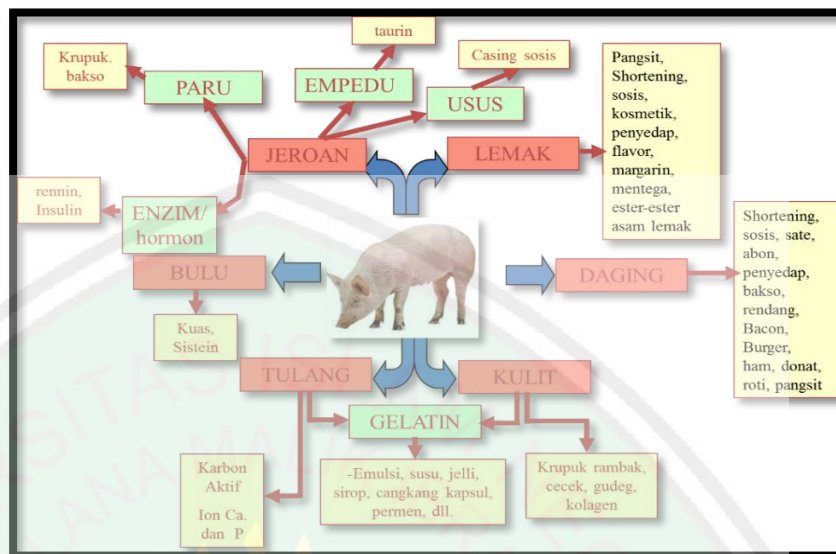 taurin
Krupuk.
bakso
PARU
EMPEDU
Casing sosis
USUS
JEROAN
LEMAK
Pangsit,
Shortening,
sosis,
kosmetik,
penyedap,
flavor,
margarin,
mentega,
ester-ester
asam lemak
rennin,
Insulin
ENZIM/
hormon
BULU
Kuas,
Sistein
DAGING
Shortening,
sosis, sate,
abon,
penyedap,
bakso,
rendang,
Bacon,
Burger,
ham, donat,
roti, pangsit
TULANG
KULIT
GELATIN
Karbon
Aktif
Ion Ca.
dan P
-Emulsi, susu, jelli,
sirop, cangkang kapsul,
permen, dll.
Krupuk rambak,
cecek, gudeg,
kolagen